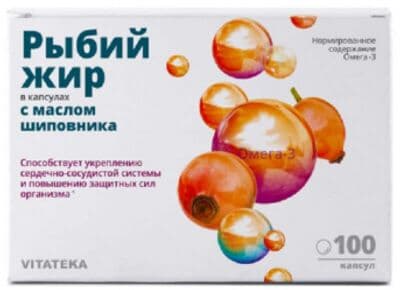 Рыбий
жир
в капсулах
с маслом
шиповника
Нормированное
содержание
Омега-3
Способствует укреплению
сердечно-сосудистой системы
и повышению защитных сил
организма*
Омега-3
100
капсул
VITATEKA